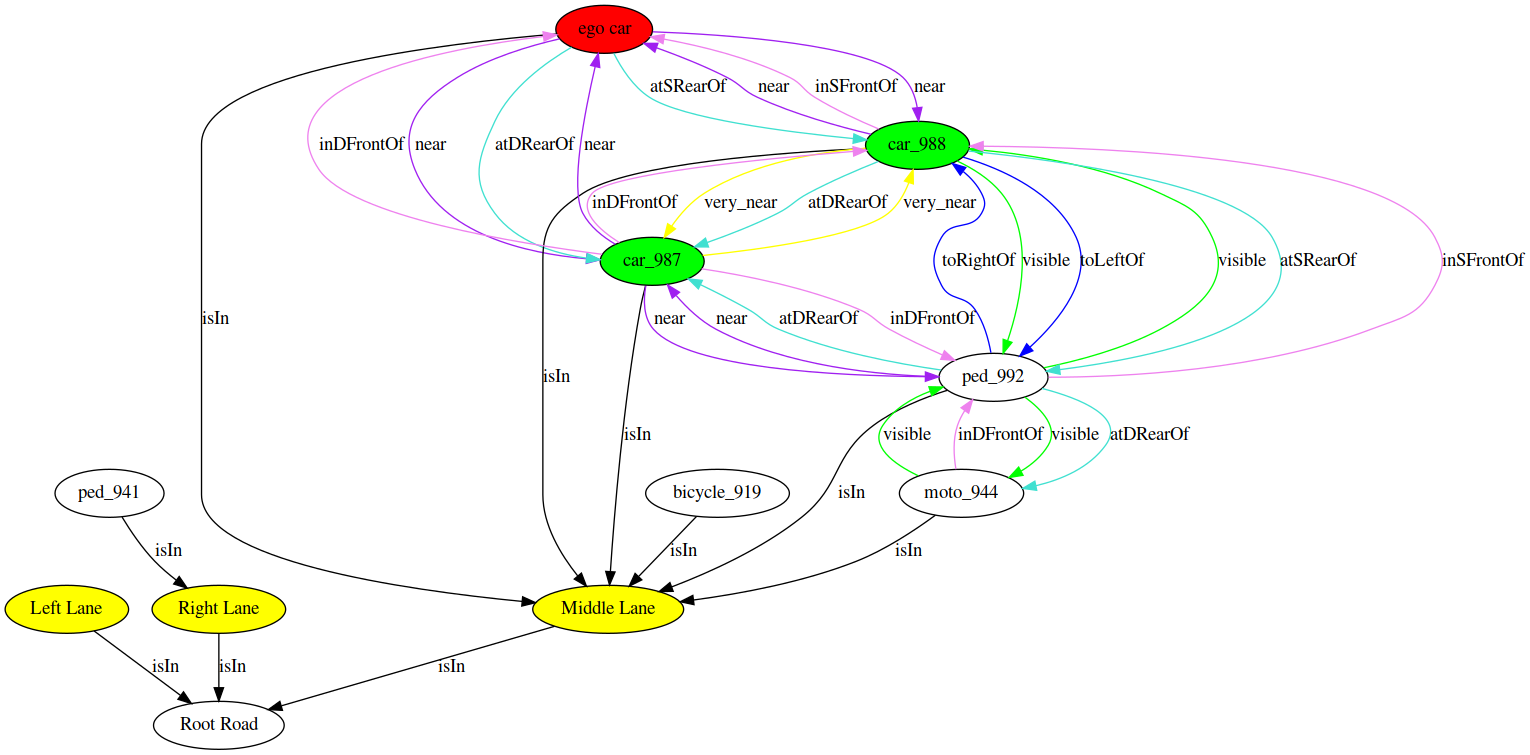 ego car
atSRearOf near inSFrontOf near
inDFrontOf near atDRearOf near
car_988
inDFrontOf very_near atDRearOf very_near
car_987
toRightOf visible toLeftOf visible atSRearOf inSFrontOf
isIn near near atDRearOf inDFrontOf
isIn ped_992
isIn visible inDFrontOf visible atDRearOf
ped_941 isIn bicycle_919 moto_944
isIn isIn isIn
Left Lane Right Lane Middle Lane
isIn isIn isIn
Root Road